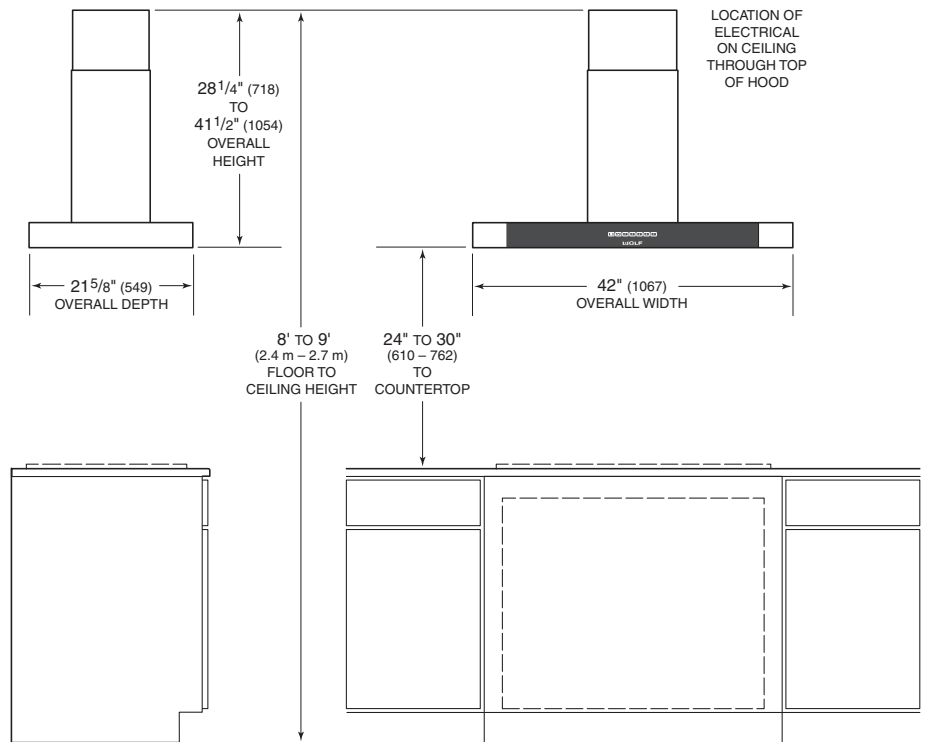 LOCATION OF
ELECTRICAL
ON CEILING
THROUGH TOP
OF HOOD
28 1/4" (718)
TO
41 1/2" (1054)
OVERALL
HEIGHT
WOLF
21 5/8" (549)
OVERALL DEPTH
42" (1067)
OVERALL WIDTH
8' TO 9'
(2.4 m – 2.7 m)
FLOOR TO
CEILING HEIGHT
24" TO 30"
(610 – 762)
TO
COUNTERTOP